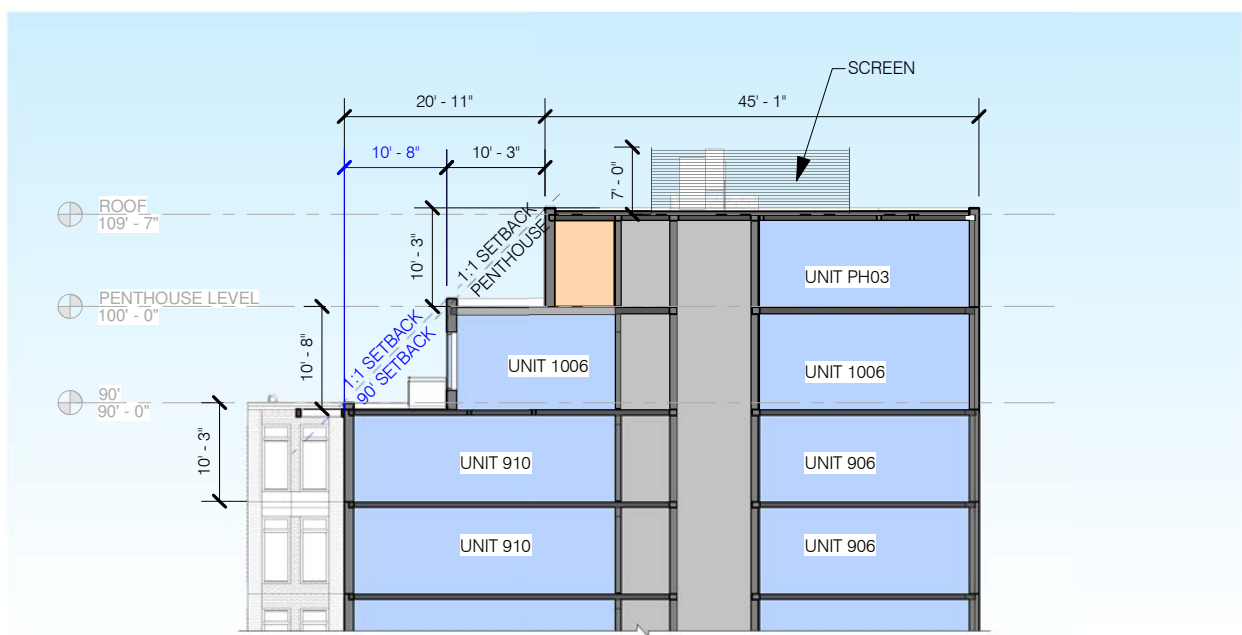 SCREEN
20' - 11"
45' - 1"
10' - 8"
10' - 3"
7' - 0"
ROOF
109' - 7"
10' - 3"
1:1 SETBACK
PENTHOUSE
UNIT PH03
PENTHOUSE LEVEL
100' - 0"
10' - 8"
1:1 SETBACK
90' SETBACK
UNIT 1006
UNIT 1006
90'
90' - 0"
10' - 3"
UNIT 910
UNIT 906
UNIT 910
UNIT 906